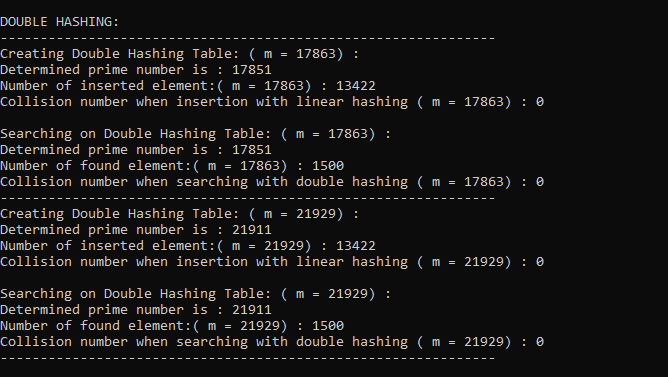 DOUBLE HASHING:
--------------------------------------------------------------
Creating Double Hashing Table: ( m = 17863) :
Determined prime number is : 17851
Number of inserted element:( m = 17863) : 13422
Collision number when insertion with linear hashing ( m = 17863) : 0

Searching on Double Hashing Table: ( m = 17863) :
Determined prime number is : 17851
Number of found element:( m = 17863) : 1500
Collision number when searching with double hashing ( m = 17863) : 0
--------------------------------------------------------------
Creating Double Hashing Table: ( m = 21929) :
Determined prime number is : 21911
Number of inserted element:( m = 21929) : 13422
Collision number when insertion with linear hashing ( m = 21929) : 0

Searching on Double Hashing Table: ( m = 21929) :
Determined prime number is : 21911
Number of found element:( m = 21929) : 1500
Collision number when searching with double hashing ( m = 21929) : 0
--------------------------------------------------------------